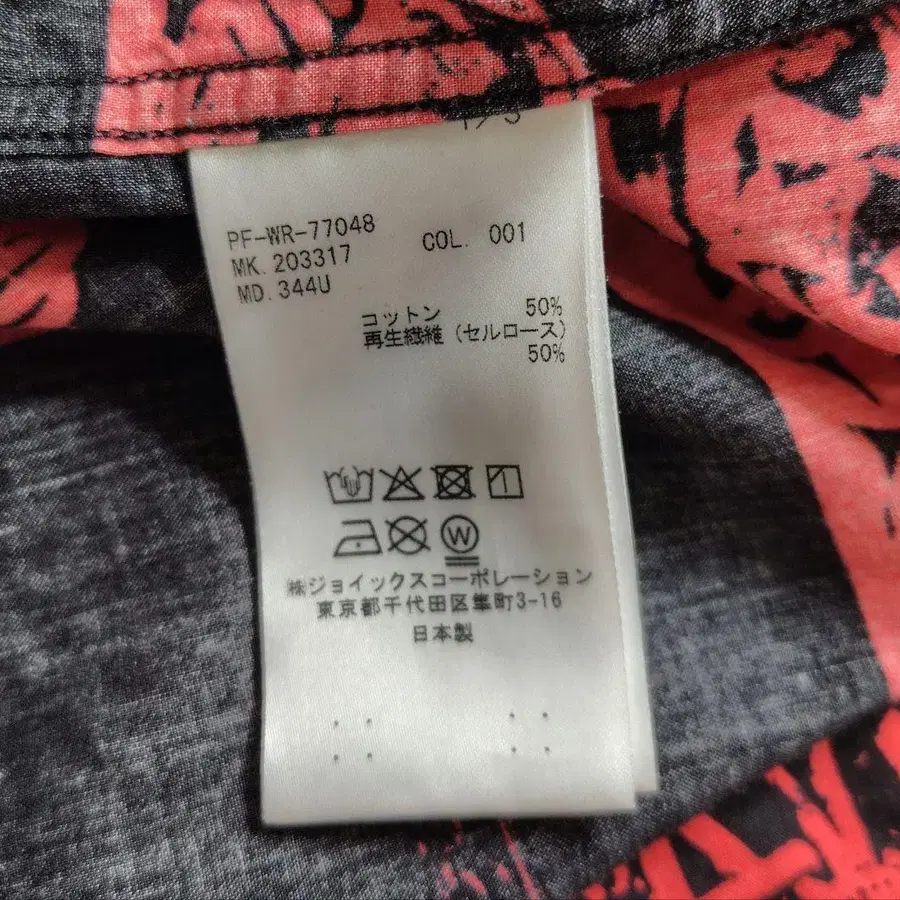 PF-WR-77048
COL. 001
MK. 203317
MD. 344U
コットン 50%
再生繊維 (セルロース)
50%
W
㈱ジョイックスコーポレーション
東京都千代田区隼町3-16
日本製